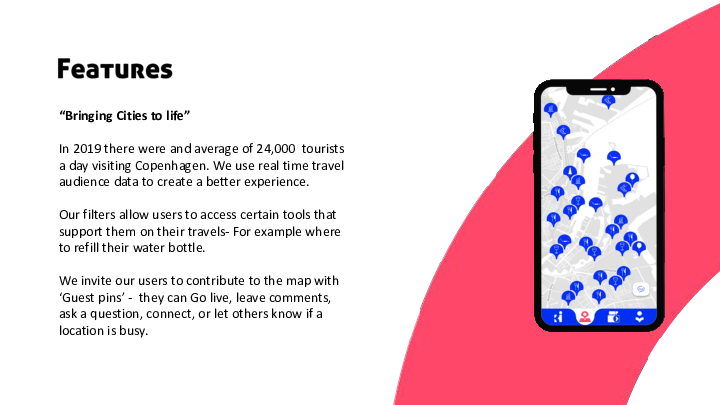 Features
“Bringing Cities to life”
In 2019 there were and average of 24,000 tourists
a day visiting Copenhagen. We use real time travel
audience data to create a better experience.
Our filters allow users to access certain tools that
support them on their travels- For example where
to refill their water bottle.
We invite our users to contribute to the map with
‘Guest pins’ - they can Go live, leave comments,
ask a question, connect, or let others know if a
location is busy.